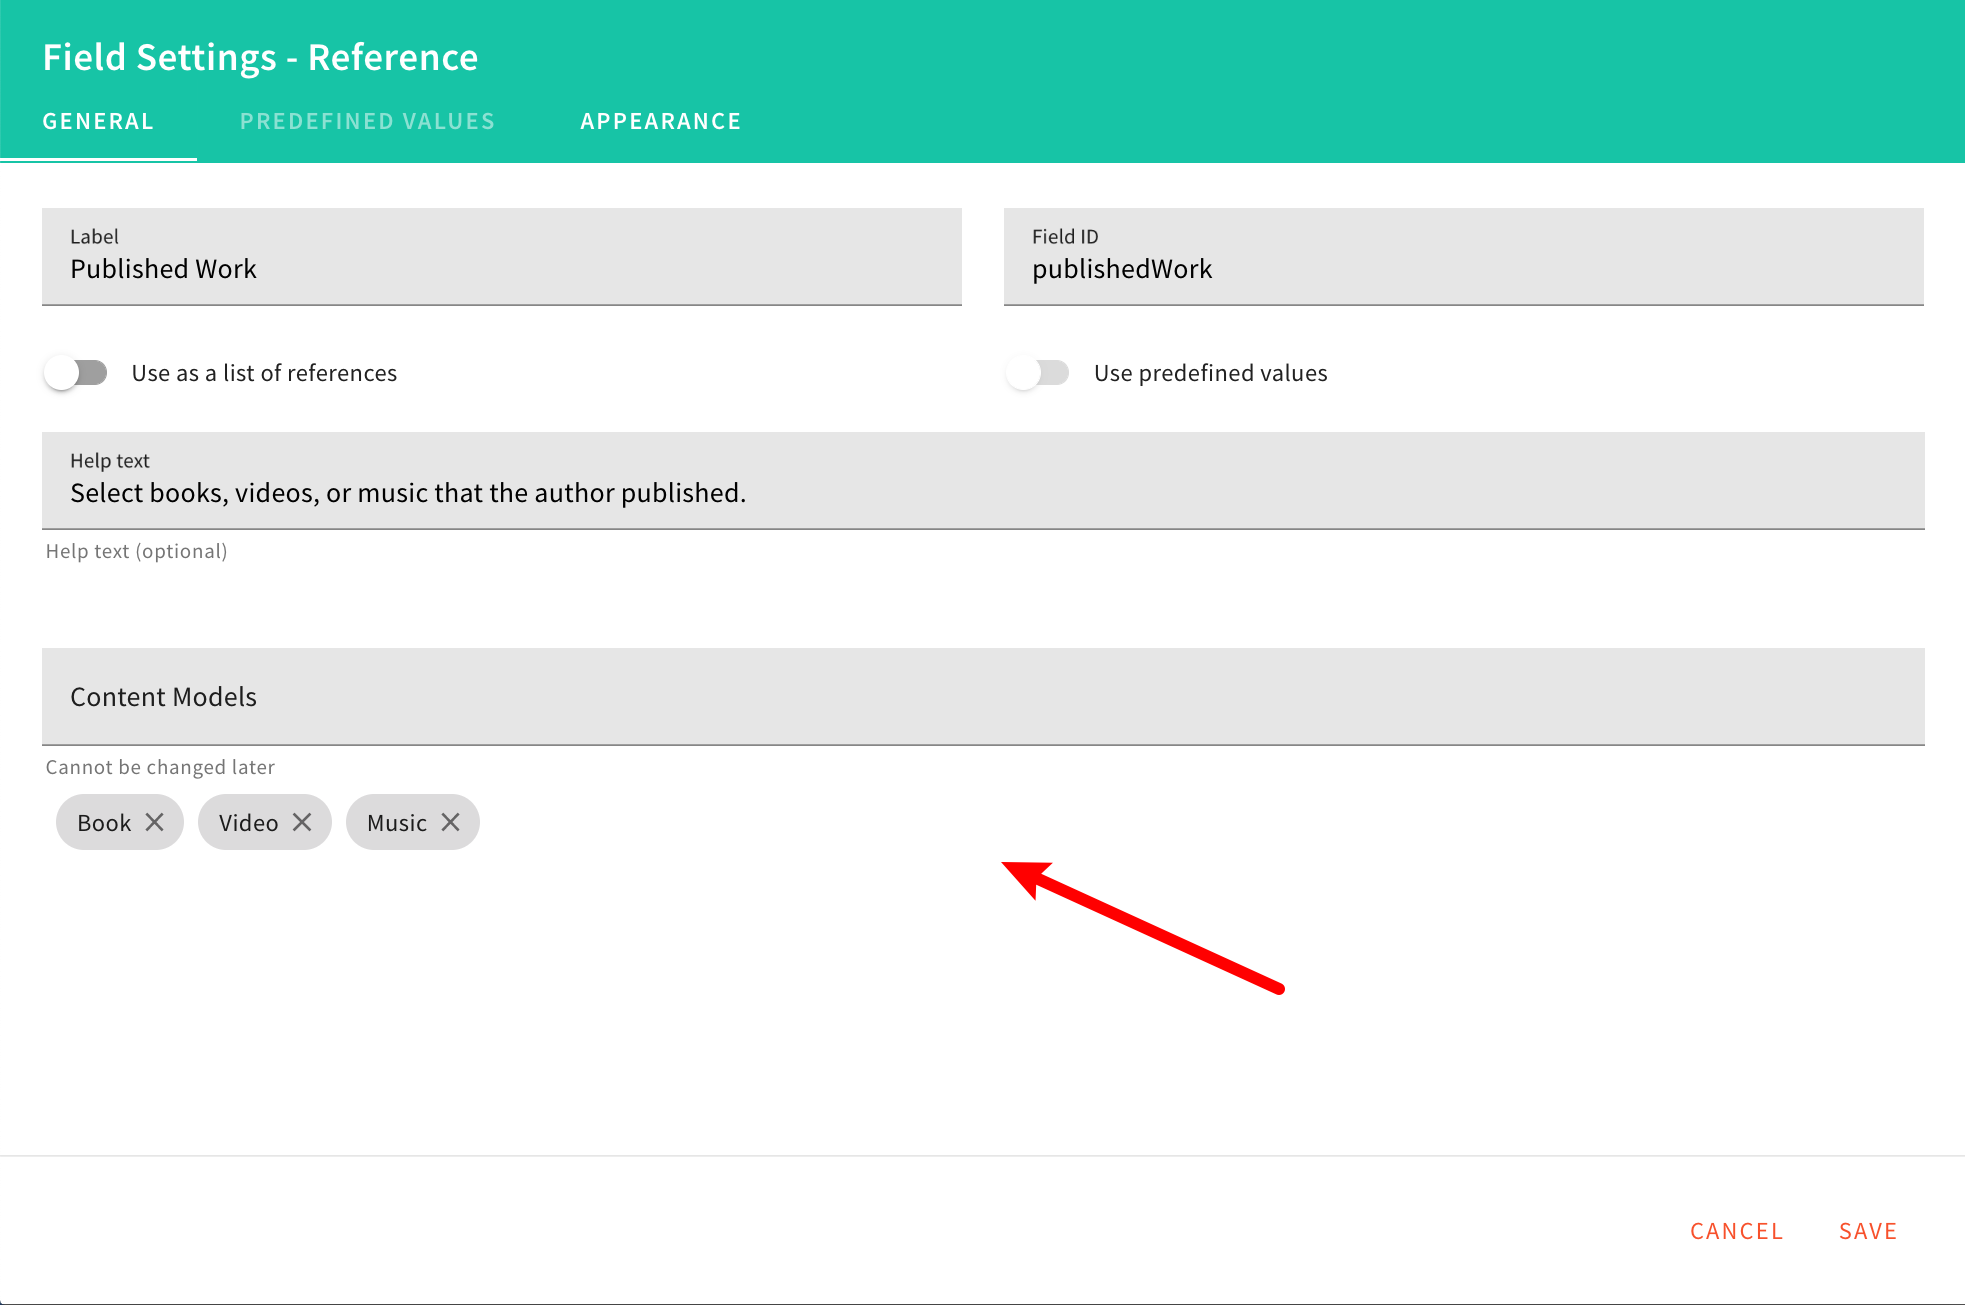 Field Settings - Reference
GENERAL PREDEFINED VALUES APPEARANCE
Label
Published Work
Field ID
publishedWork
Use as a list of references
Use predefined values
Help text
Select books, videos, or music that the author published.
Help text (optional)
Content Models
Cannot be changed later
Book Video Music
CANCEL SAVE